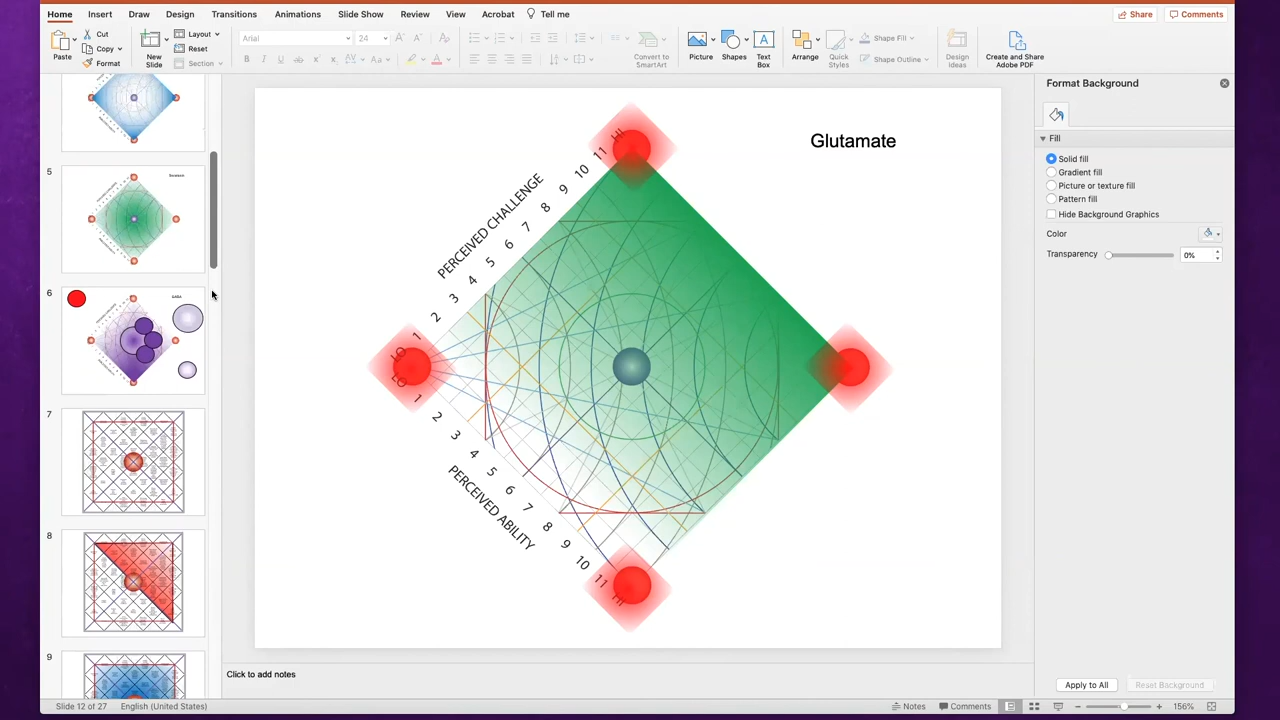 Home Insert Draw Design Transitions Animations Slide Show Review View Acrobat Tell me
Share Comments
Paste
Cut
Copy
Format
New
Slide
Layout
Reset
Section
Arial 24
Convert to
SmartArt
Picture
Shapes
Text
Box
Arrange
Quick
Styles
Shape Fill
Shape Outline
Design
Ideas
Create and Share
Adobe PDF
5
6
GABA
7
8
9
Glutamate
PERCEIVED CHALLENGE
LO 1 2 3 4 5 6 7 8 9 10 11 HI
LO 1 2 3 4 5 6 7 8 9 10 11 HI
PERCEIVED ABILITY
Click to add notes
Format Background
Fill
Solid fill
Gradient fill
Picture or texture fill
Pattern fill
Hide Background Graphics
Color
Transparency 0%
Apply to All Reset Background
Slide 12 of 27 English (United States)
Notes Comments 156%